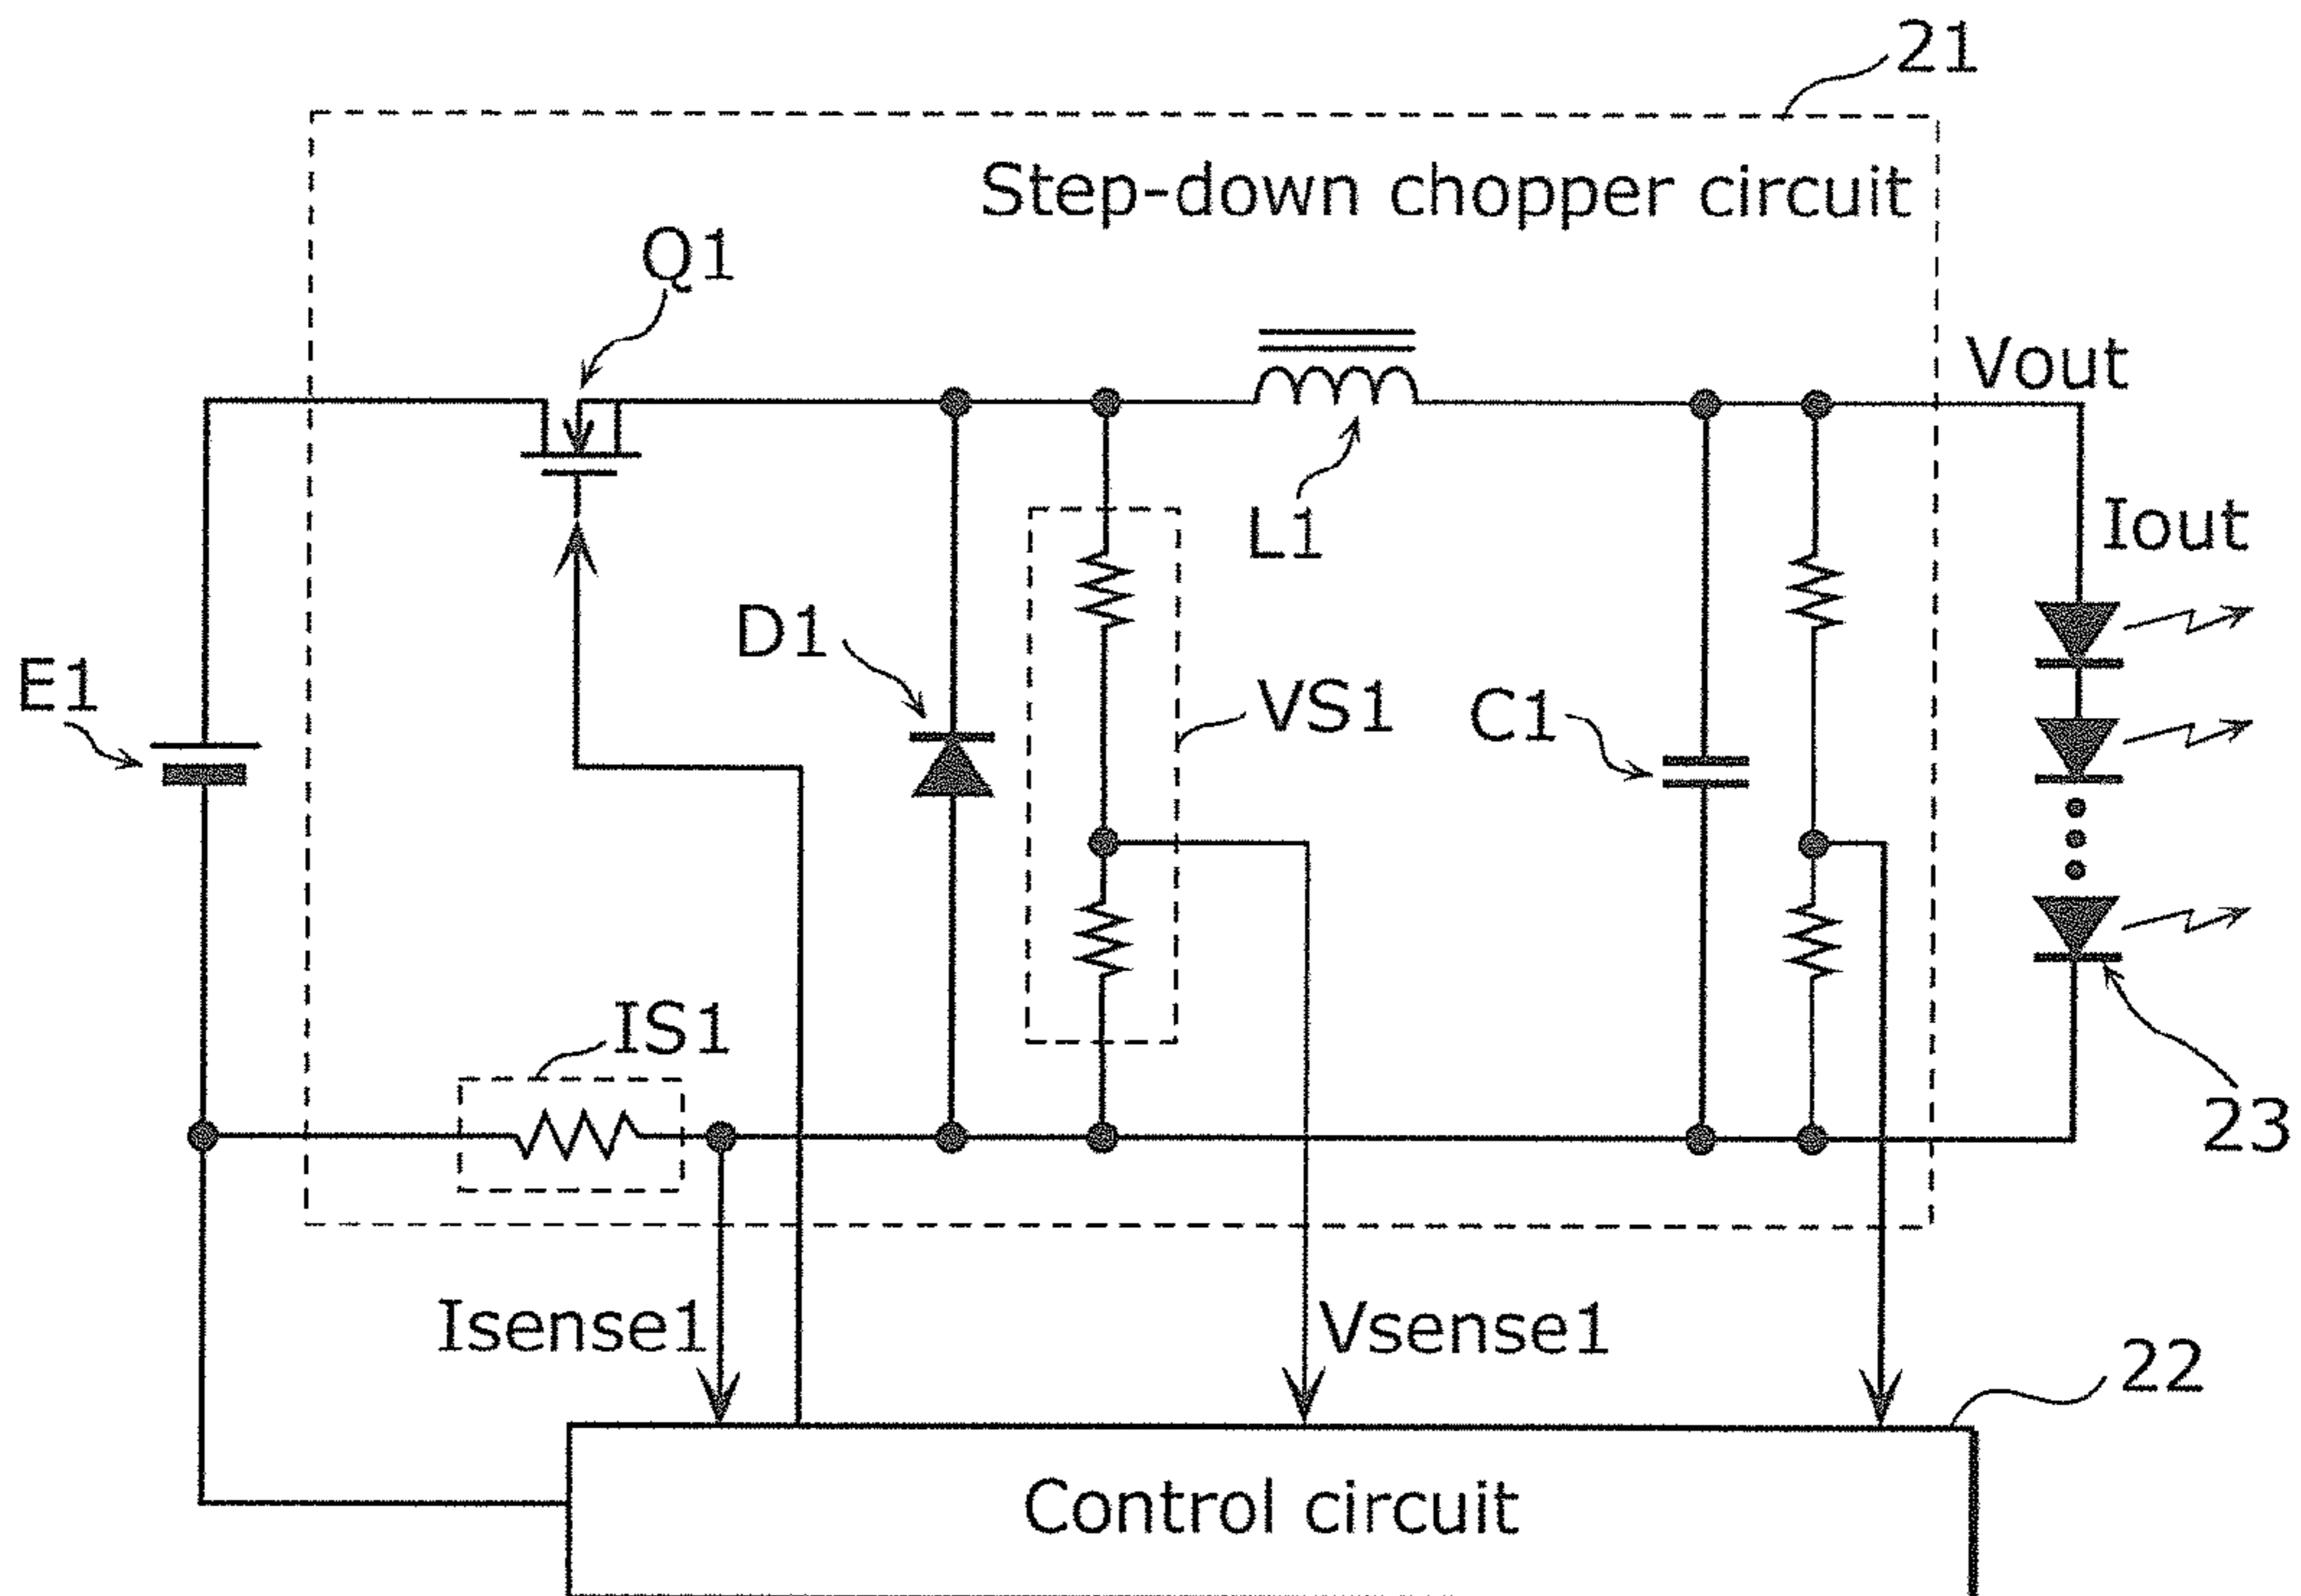 21
Step-down chopper circuit
Q1
Vout
L1
Iout
D1
E1
VS1
C1
IS1
23
Isense1
Vsense1
22
Control circuit